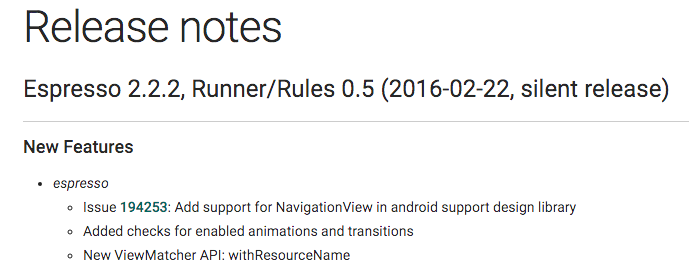 Release notes
Espresso 2.2.2, Runner/Rules 0.5 (2016-02-22, silent release)
New Features
espresso
Issue 194253: Add support for NavigationView in android support design library
Added checks for enabled animations and transitions
New ViewMatcher API: withResourceName